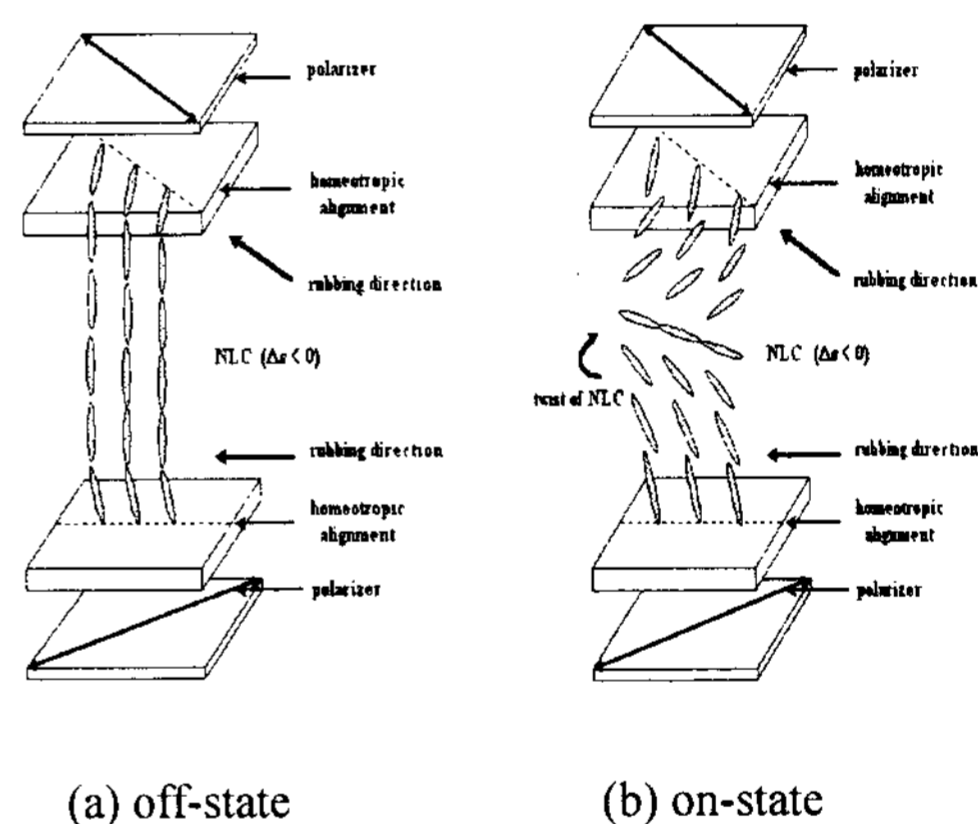 polarizer
homeotropic
alignment
rubbing direction
NLC (Δε < 0)
rubbing direction
homeotropic
alignment
polarizer
(a) off-state
polarizer
homeotropic
alignment
rubbing direction
NLC (Δε < 0)
twist of NLC
rubbing direction
homeotropic
alignment
polarizer
(b) on-state